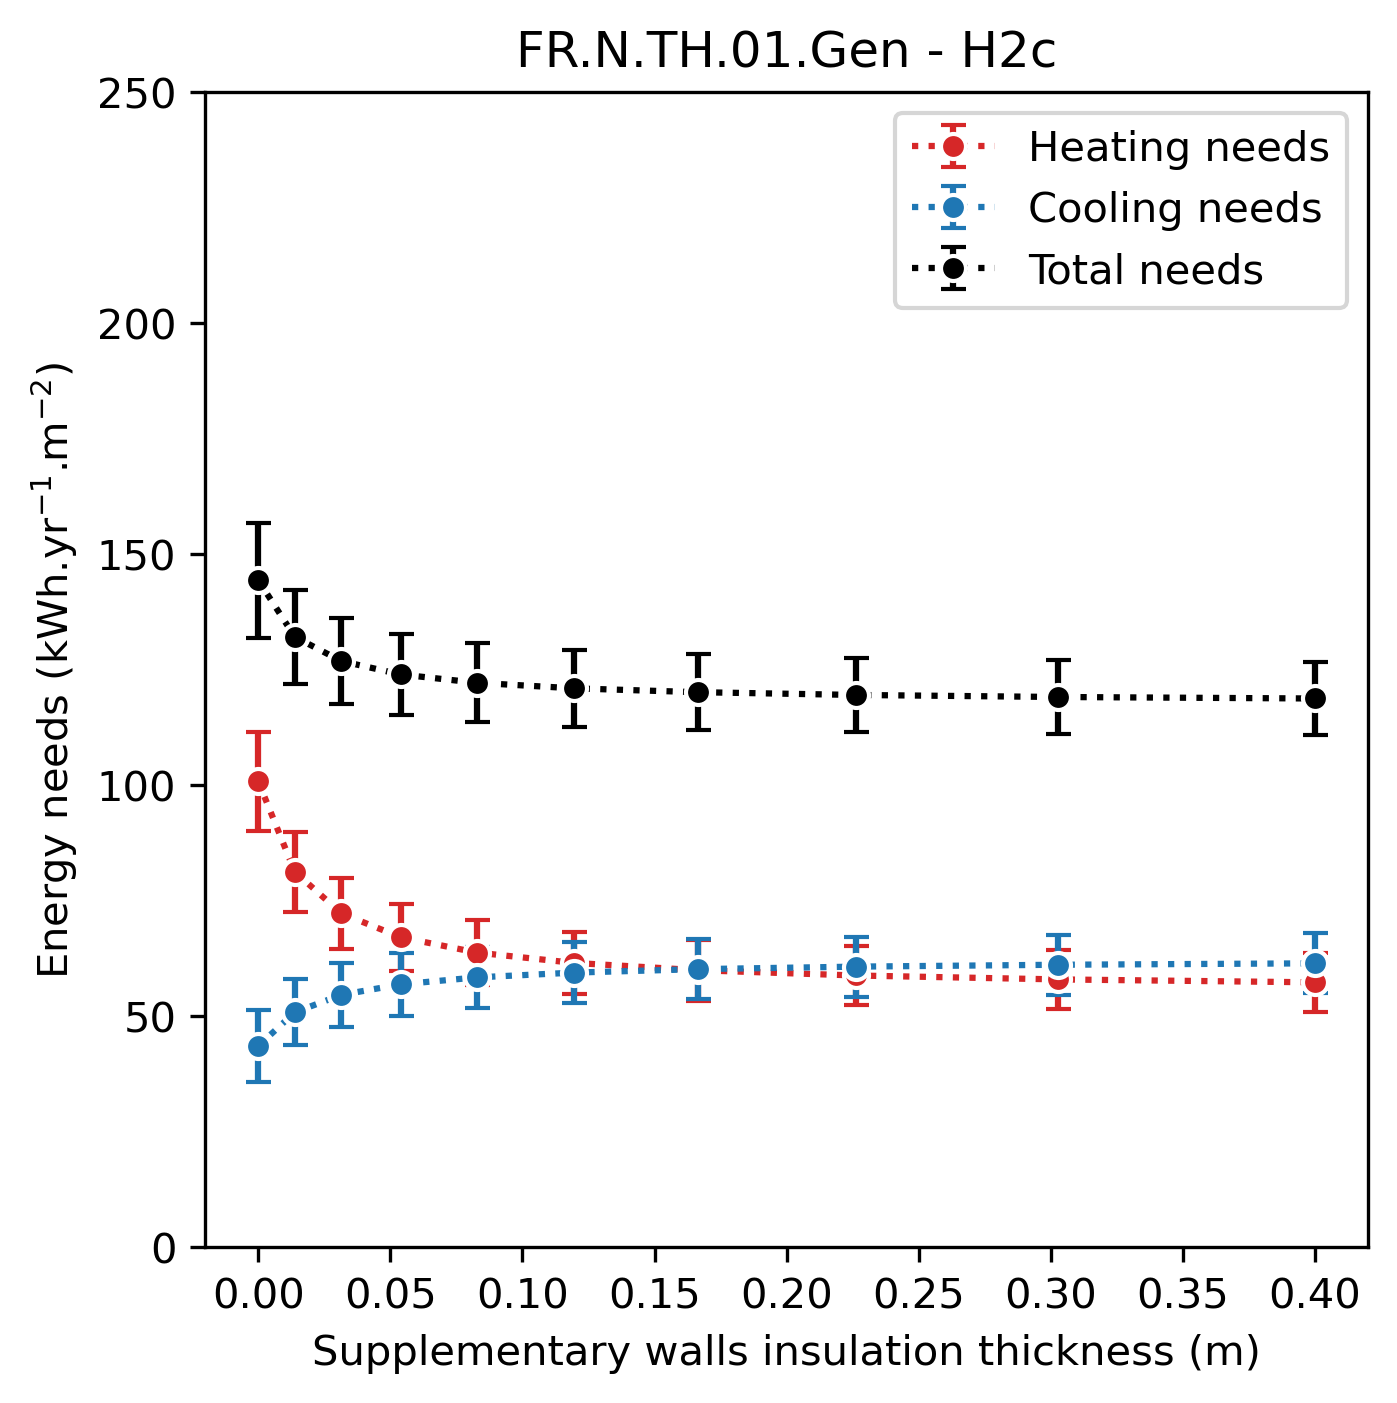 FR.N.TH.01.Gen - H2c
250
200
150
100
50
0
Energy needs (kWh.yr⁻¹.m⁻²)
Heating needs
Cooling needs
Total needs
0.00 0.05 0.10 0.15 0.20 0.25 0.30 0.35 0.40
Supplementary walls insulation thickness (m)